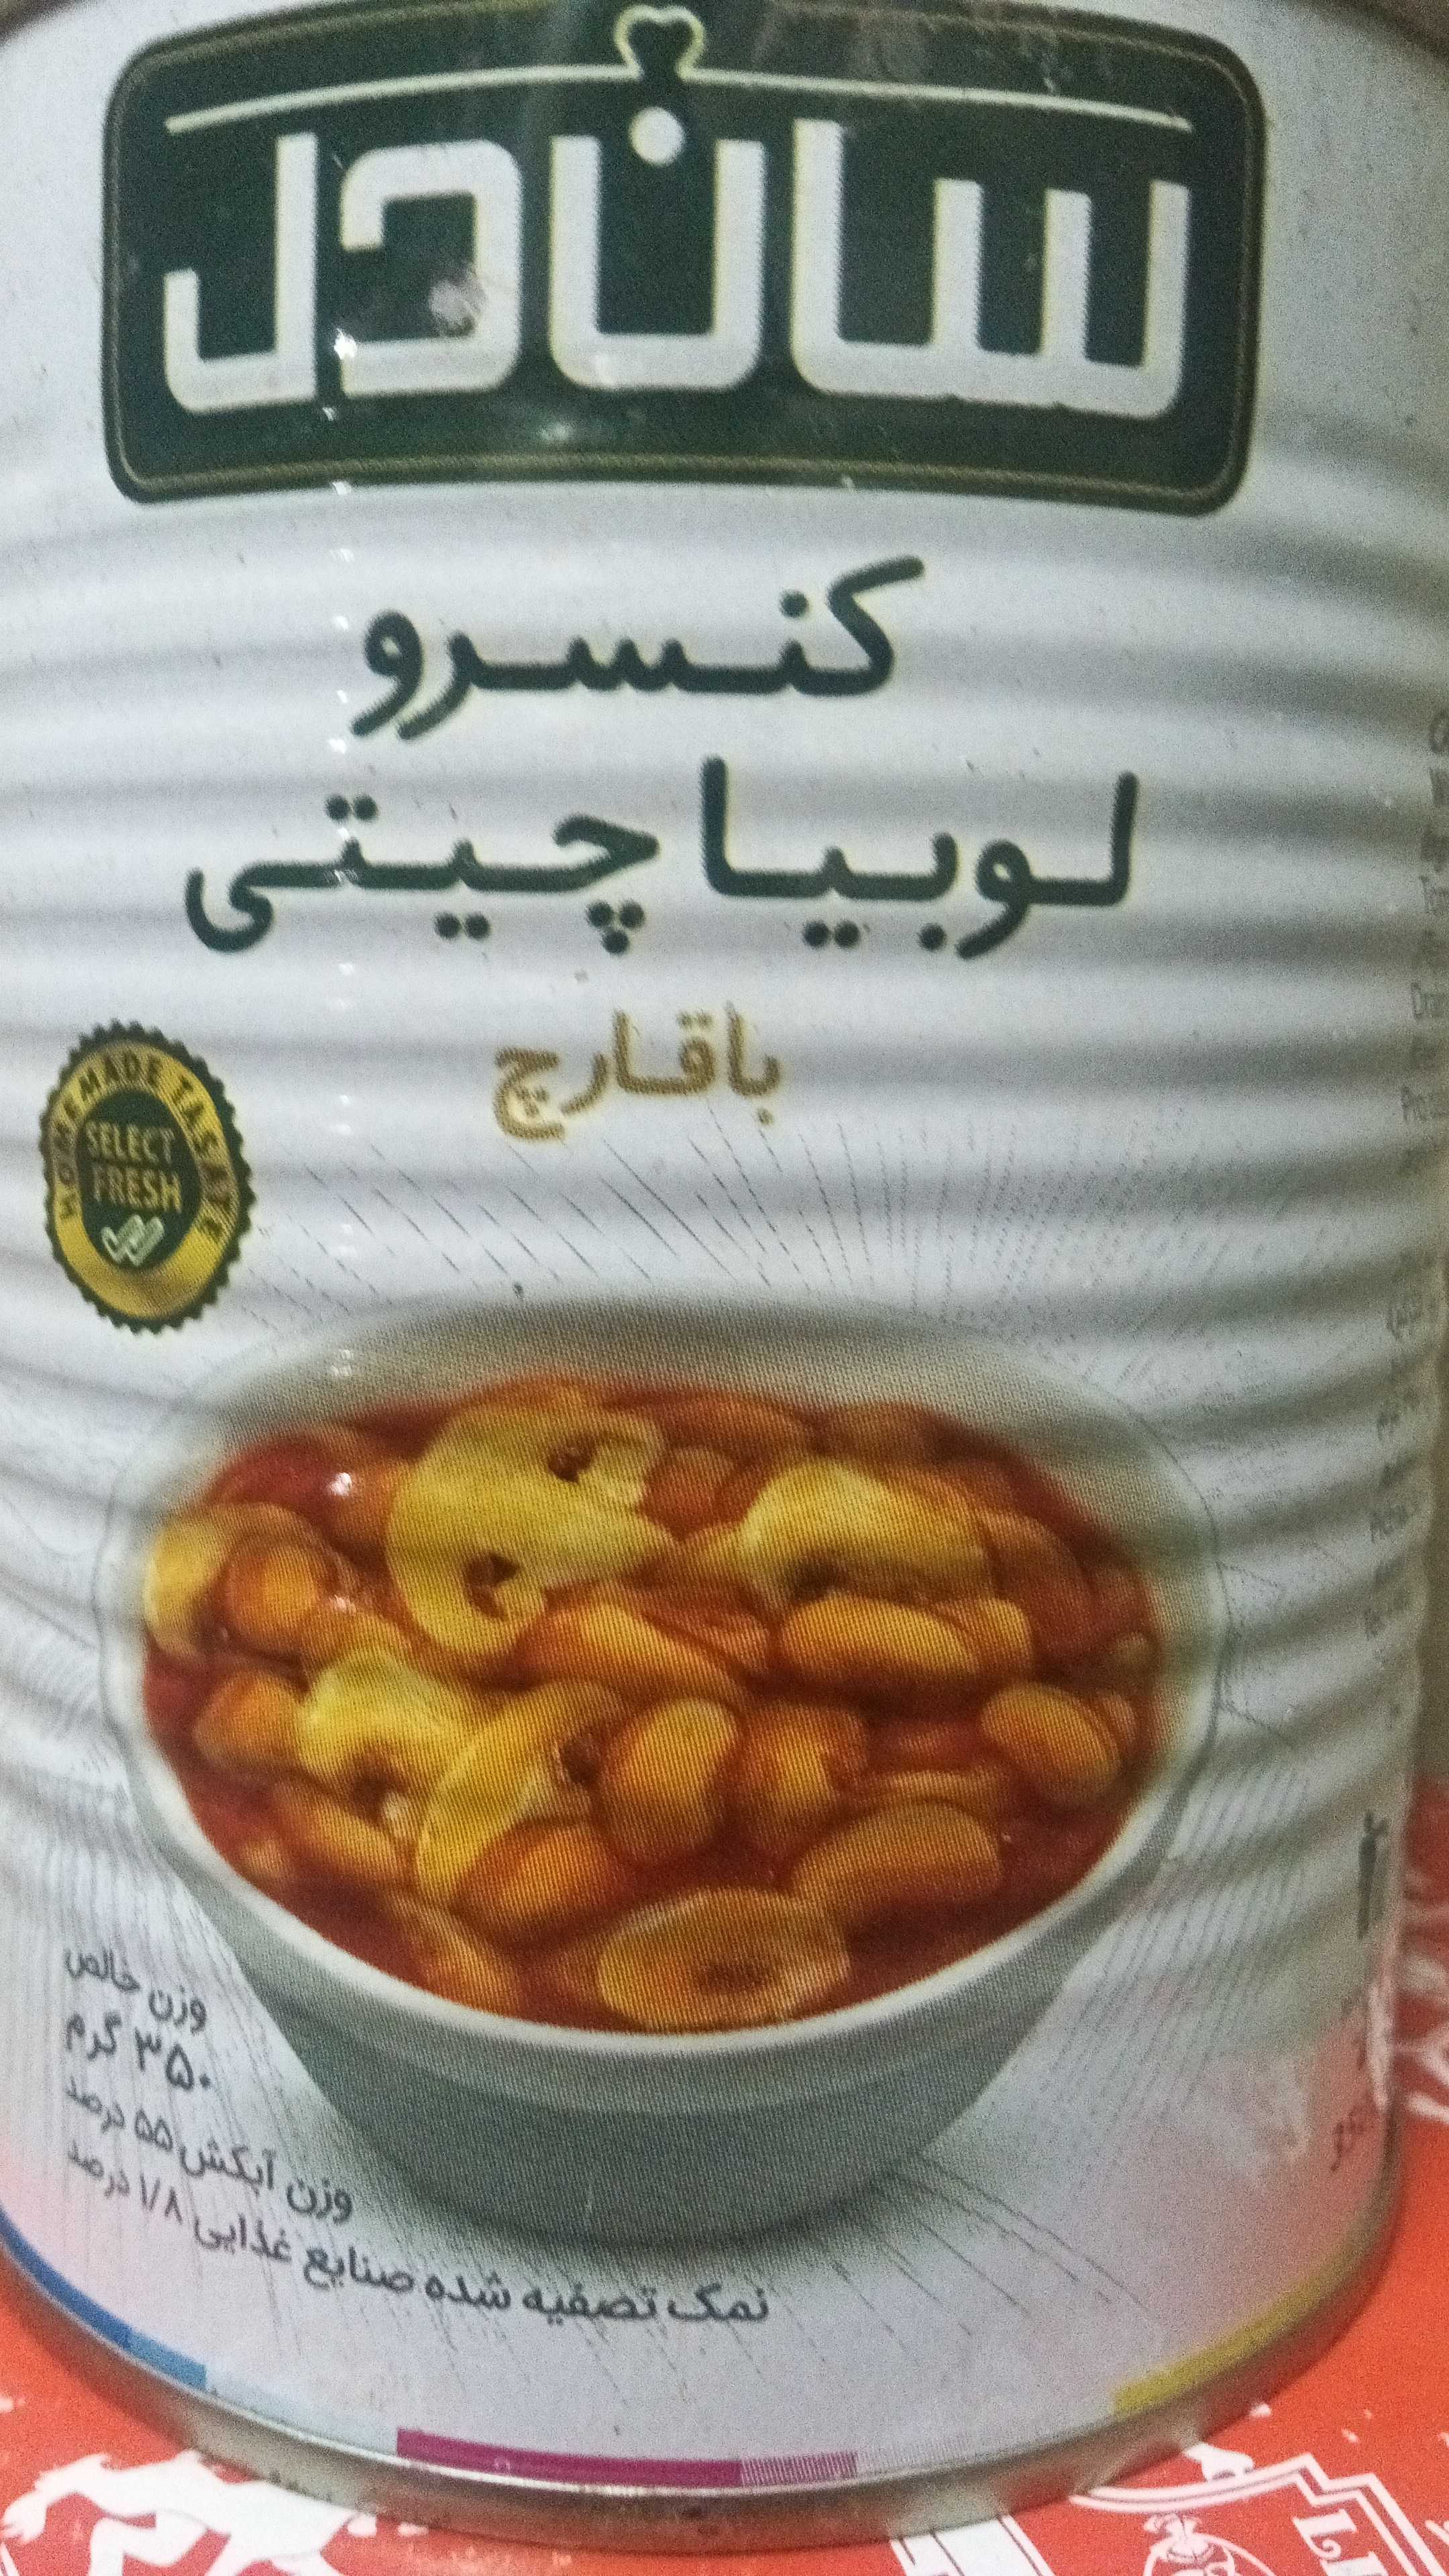 سانادل
کنسرو
لوبیا چیتی
با قارچ
HOMEMADE TASTE
SELECT
FRESH
وزن خالص
۳۵۰ گرم
وزن آبکش ۵۵ درصد
نمک تصفیه شده صنایع غذایی ۱/۸ درصد